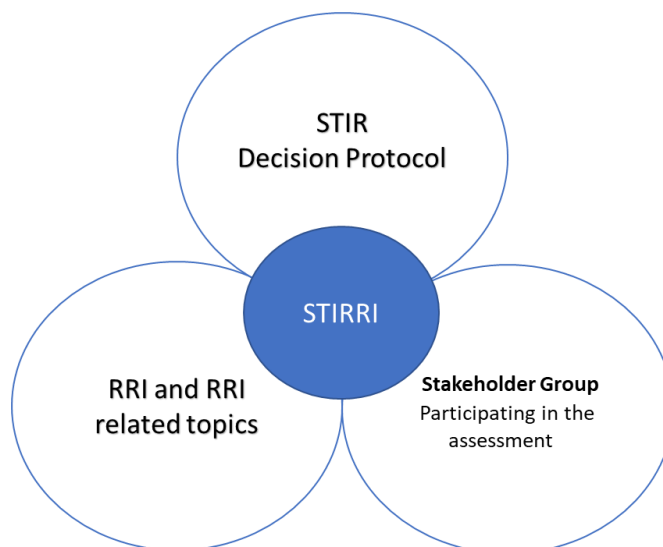 STIR
Decision Protocol
STIRRI
RRI and RRI
related topics
Stakeholder Group
Participating in the
assessment